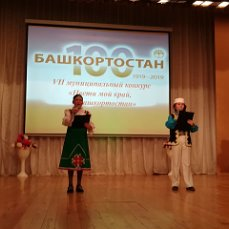 100
БАШКОРТОСТАН
1919 - 2019
VII муниципальный конкурс
«Цвети мой край,
Башкортостан»